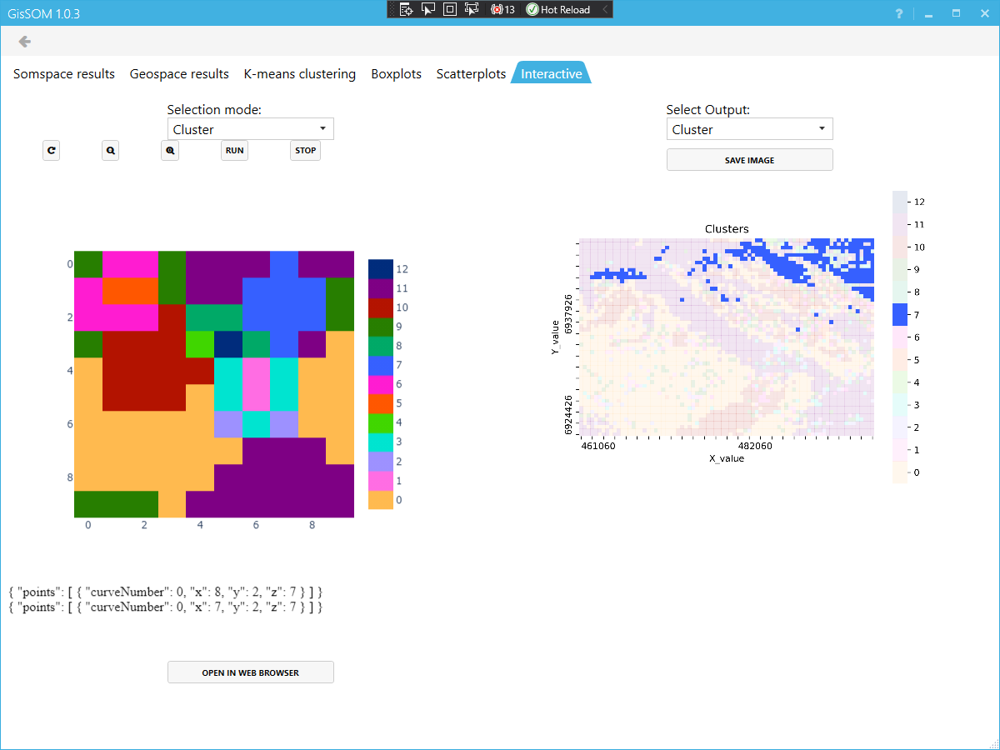 GisSOM 1.0.3
13 Hot Reload
?
Somspace results Geospace results K-means clustering Boxplots Scatterplots Interactive
Selection mode:
Cluster
RUN STOP
Select Output:
Cluster
SAVE IMAGE
0
2
4
6
8
0 2 4 6 8
12
11
10
9
8
7
6
5
4
3
2
1
0
Clusters
Y_value
6937926
6924426
461060 482060
X_value
12
11
10
9
8
7
6
5
4
3
2
1
0
{ "points": [ { "curveNumber": 0, "x": 8, "y": 2, "z": 7 } ] }
{ "points": [ { "curveNumber": 0, "x": 7, "y": 2, "z": 7 } ] }
OPEN IN WEB BROWSER